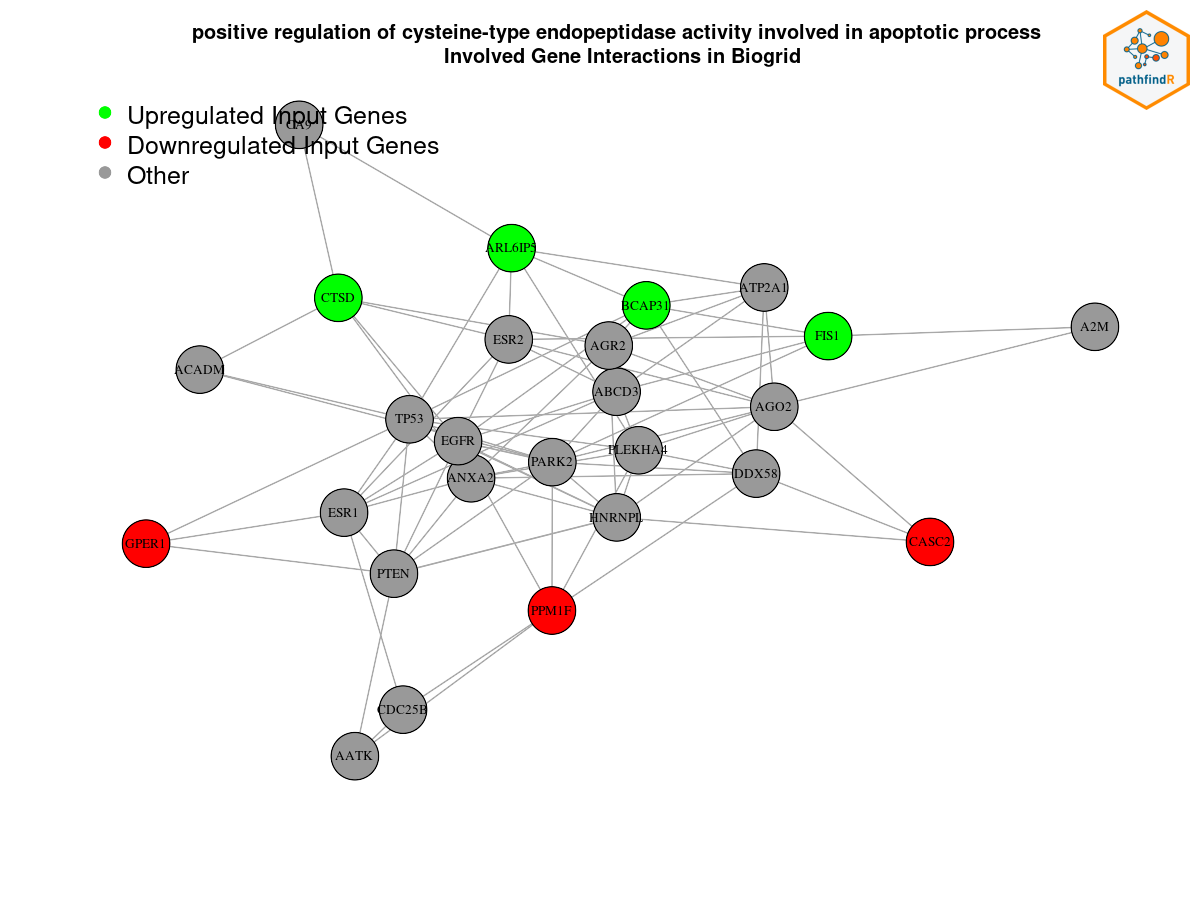 positive regulation of cysteine-type endopeptidase activity involved in apoptotic process
Involved Gene Interactions in Biogrid
pathfindR
Upregulated Input Genes
CA9
Downregulated Input Genes
Other
ARL6IP5
ATP2A1
CTSD
BCAP31
A2M
FIS1
ESR2
AGR2
ACADM
ABCD3
AGO2
TP53
EGFR
PLEKHA4
PARK2
DDX58
ANXA2
ESR1
HNRNPL
GPER1
CASC2
PTEN
PPM1F
CDC25B
AATK